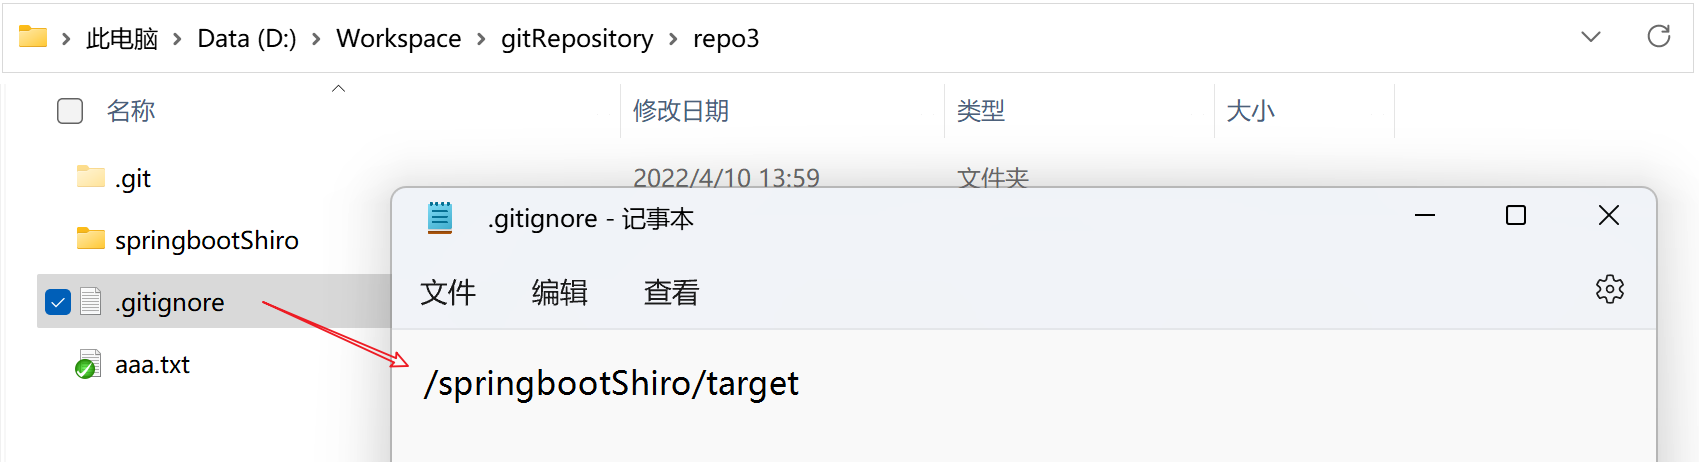 此电脑 > Data (D:) > Workspace > gitRepository > repo3
名称 修改日期 类型 大小
.git 2022/4/10 13:59 文件夹
springbootShiro
.gitignore
aaa.txt
.gitignore - 记事本
文件 编辑 查看
/springbootShiro/target